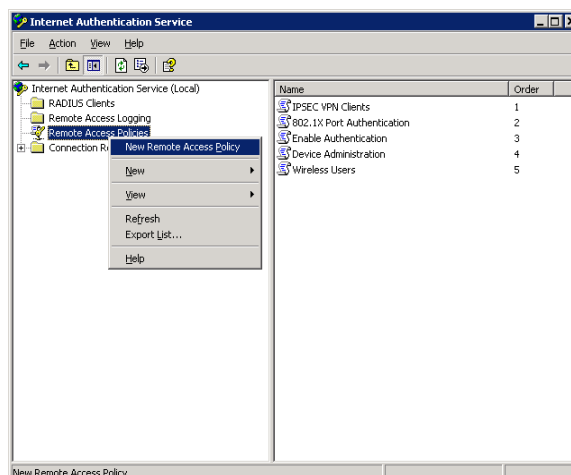 Internet Authentication Service
File Action View Help
Internet Authentication Service (Local)
RADIUS Clients
Remote Access Logging
Remote Access Policies
Connection Re
New Remote Access Policy
New
View
Refresh
Export List...
Help
Name Order
IPSEC VPN Clients 1
802.1X Port Authentication 2
Enable Authentication 3
Device Administration 4
Wireless Users 5
New Remote Access Policy